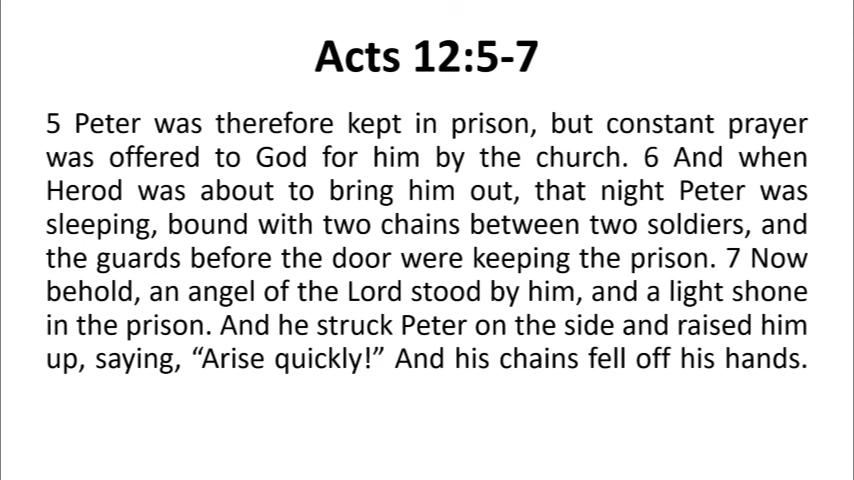 Acts 12:5-7
5 Peter was therefore kept in prison, but constant prayer
was offered to God for him by the church. 6 And when
Herod was about to bring him out, that night Peter was
sleeping, bound with two chains between two soldiers, and
the guards before the door were keeping the prison. 7 Now
behold, an angel of the Lord stood by him, and a light shone
in the prison. And he struck Peter on the side and raised him
up, saying, “Arise quickly!” And his chains fell off his hands.